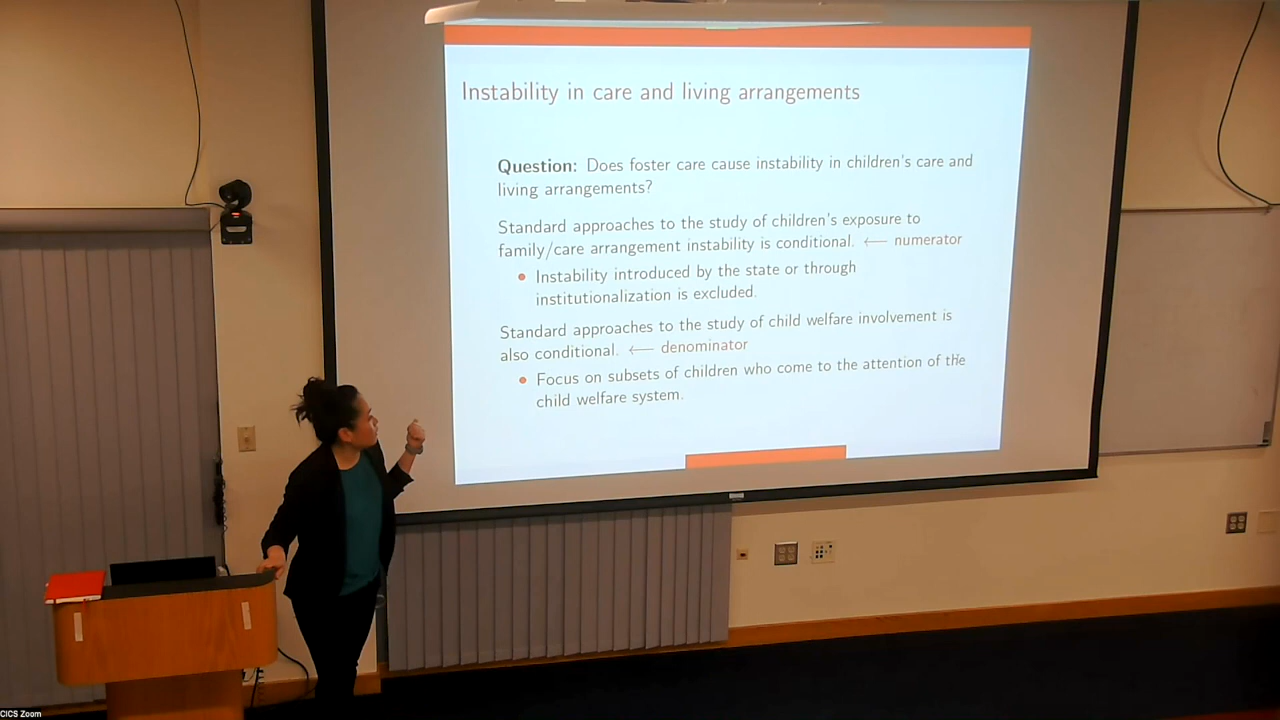 Instability in care and living arrangements
Question: Does foster care cause instability in children's care and
living arrangements?
Standard approaches to the study of children's exposure to
family/care arrangement instability is conditional. ⟵ numerator
• Instability introduced by the state or through
institutionalization is excluded.
Standard approaches to the study of child welfare involvement is
also conditional. ⟵ denominator
• Focus on subsets of children who come to the attention of the
child welfare system.
CICS Zoom